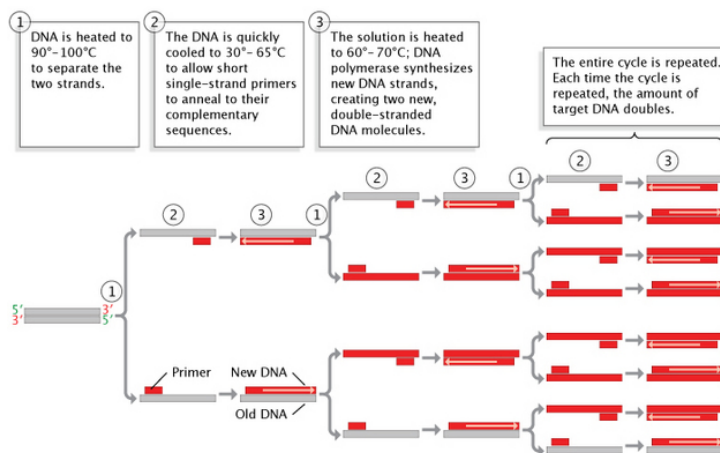 1
DNA is heated to
90°-100°C
to separate the
two strands.
2
The DNA is quickly
cooled to 30°- 65°C
to allow short
single-strand primers
to anneal to their
complementary
sequences.
3
The solution is heated
to 60°-70°C; DNA
polymerase synthesizes
new DNA strands,
creating two new,
double-stranded
DNA molecules.
The entire cycle is repeated.
Each time the cycle is
repeated, the amount of
target DNA doubles.
2 3
2 3 1
2 3 1
1
5' 3'
3' 5'
Primer New DNA
Old DNA